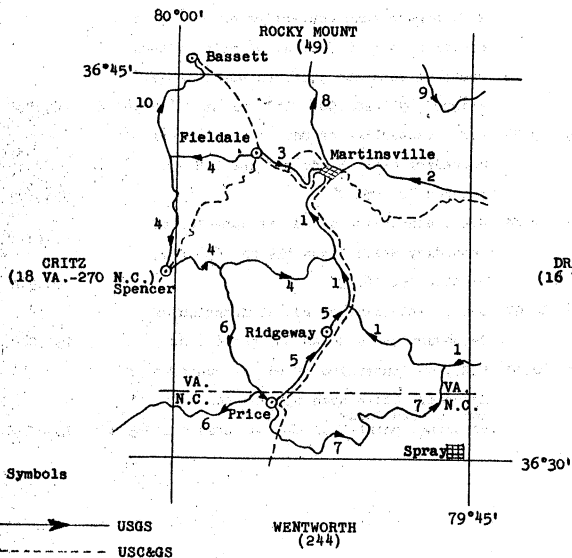 80°00'
ROCKY MOUNT
(49)
Bassett
36°45'
10
8
9
Fieldale
3
Martinsville
4
2
1
4
CRITZ
(18 VA.-270 N.C.)
Spencer
4
4
1
DR
(16
6
5
Ridgeway
1
1
5
VA.
N.C.
VA.
N.C.
Price
6
7
7
Spray
Symbols
36°30'
79°45'
USGS
WENTWORTH
(244)
USC&GS